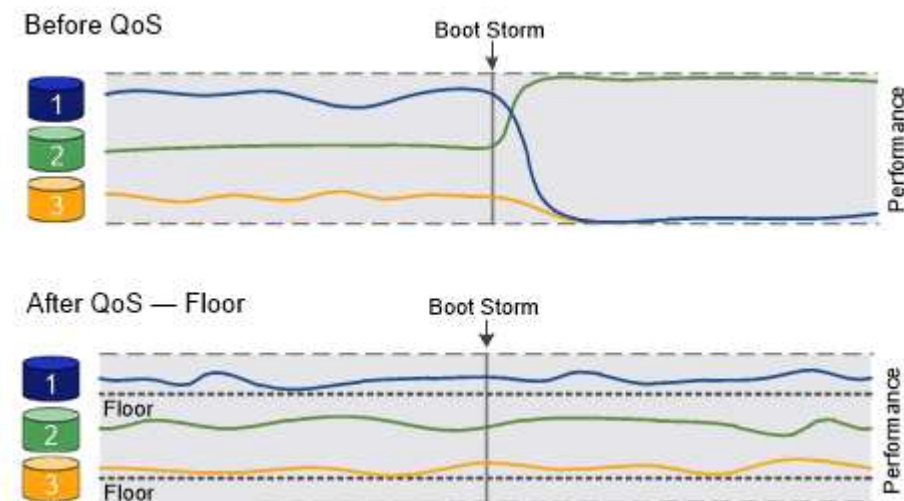 Before QoS
Boot Storm
1
2
3
Performance
After QoS — Floor
Boot Storm
1
Floor
2
3
Floor
Performance